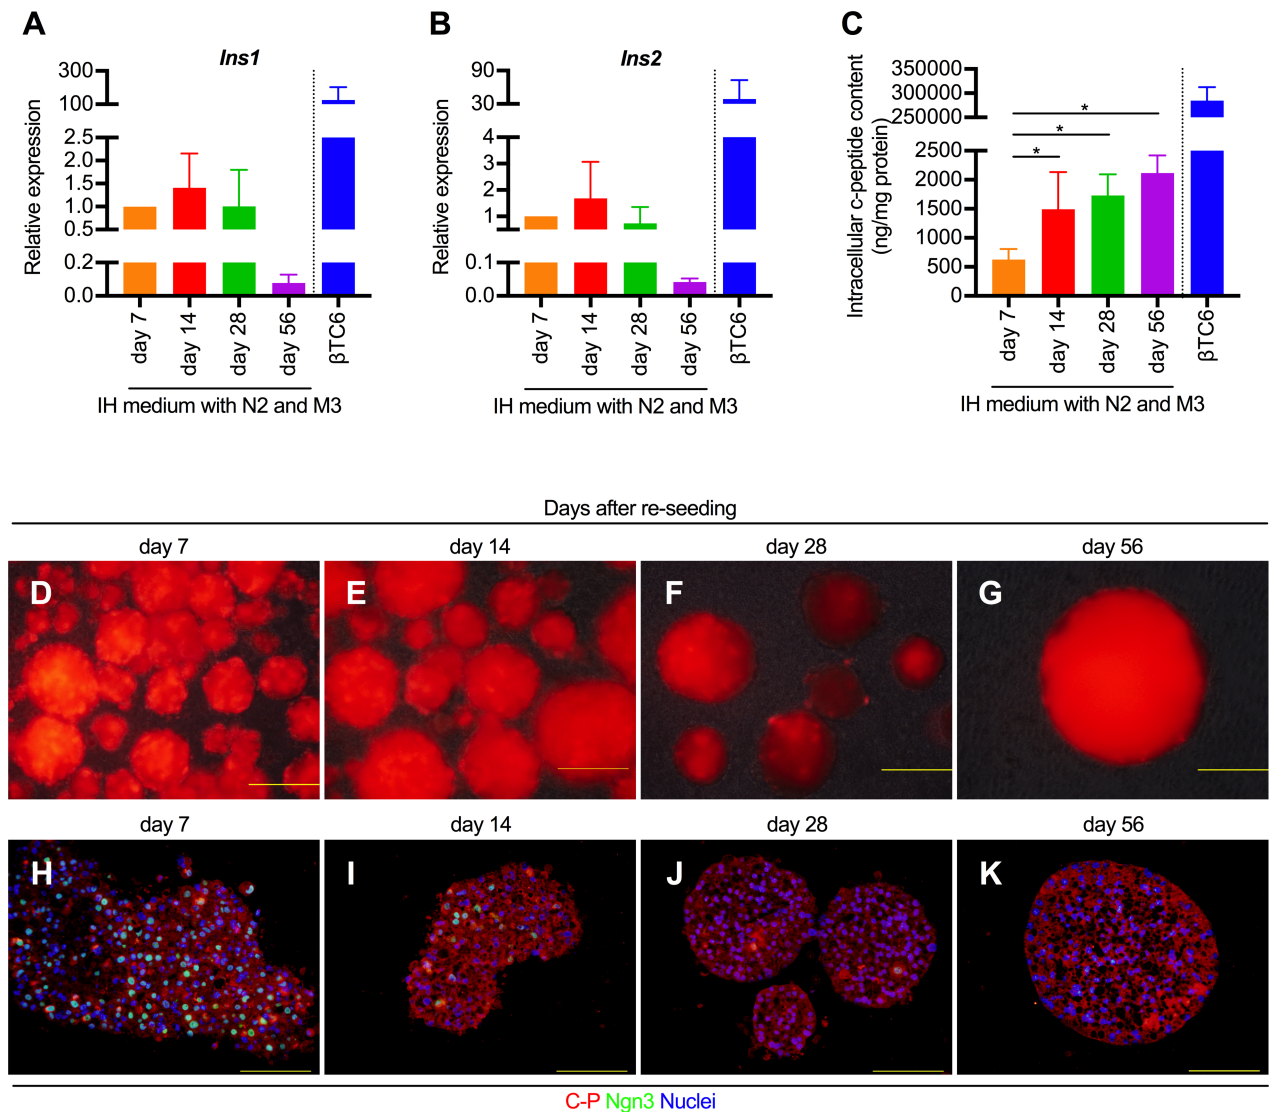 A
Ins1
Relative expression
300
100
2.5
2.0
1.5
1.0
0.5
0.2
0.0
day 7
day 14
day 28
day 56
βTC6
IH medium with N2 and M3
B
Ins2
Relative expression
90
30
4
3
2
1
0.1
0.0
day 7
day 14
day 28
day 56
βTC6
IH medium with N2 and M3
C
Intracellular c-peptide content
(ng/mg protein)
350000
300000
250000
2500
2000
1500
1000
500
0
*
*
*
day 7
day 14
day 28
day 56
βTC6
IH medium with N2 and M3
Days after re-seeding
day 7
day 14
day 28
day 56
D
E
F
G
day 7
day 14
day 28
day 56
H
I
J
K
C-P Ngn3 Nuclei